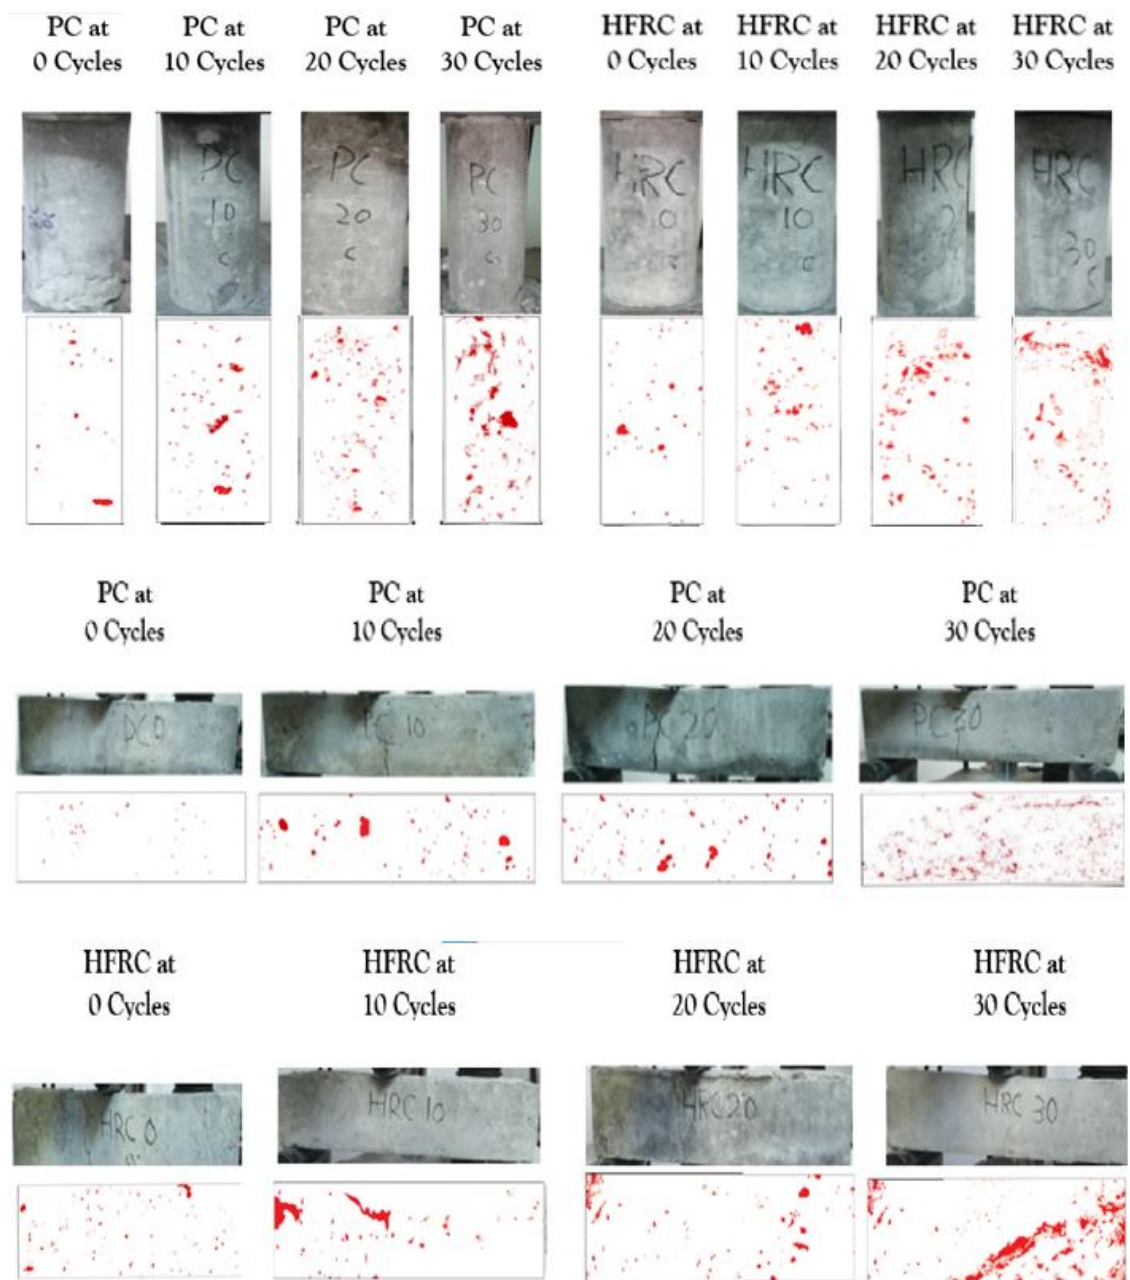 PC at
0 Cycles
PC at
10 Cycles
PC at
20 Cycles
PC at
30 Cycles
HFRC at
0 Cycles
HFRC at
10 Cycles
HFRC at
20 Cycles
HFRC at
30 Cycles
PC
10
C
PC
20
C
PC
30
C
HRC
0
HRC
10
C
HRC
HRC
30
C
PC at
0 Cycles
PC at
10 Cycles
PC at
20 Cycles
PC at
30 Cycles
PC 0
PC 10
PC 20
PC 30
HFRC at
0 Cycles
HFRC at
10 Cycles
HFRC at
20 Cycles
HFRC at
30 Cycles
HRC 0
HRC 10
HRC 20
HRC 30